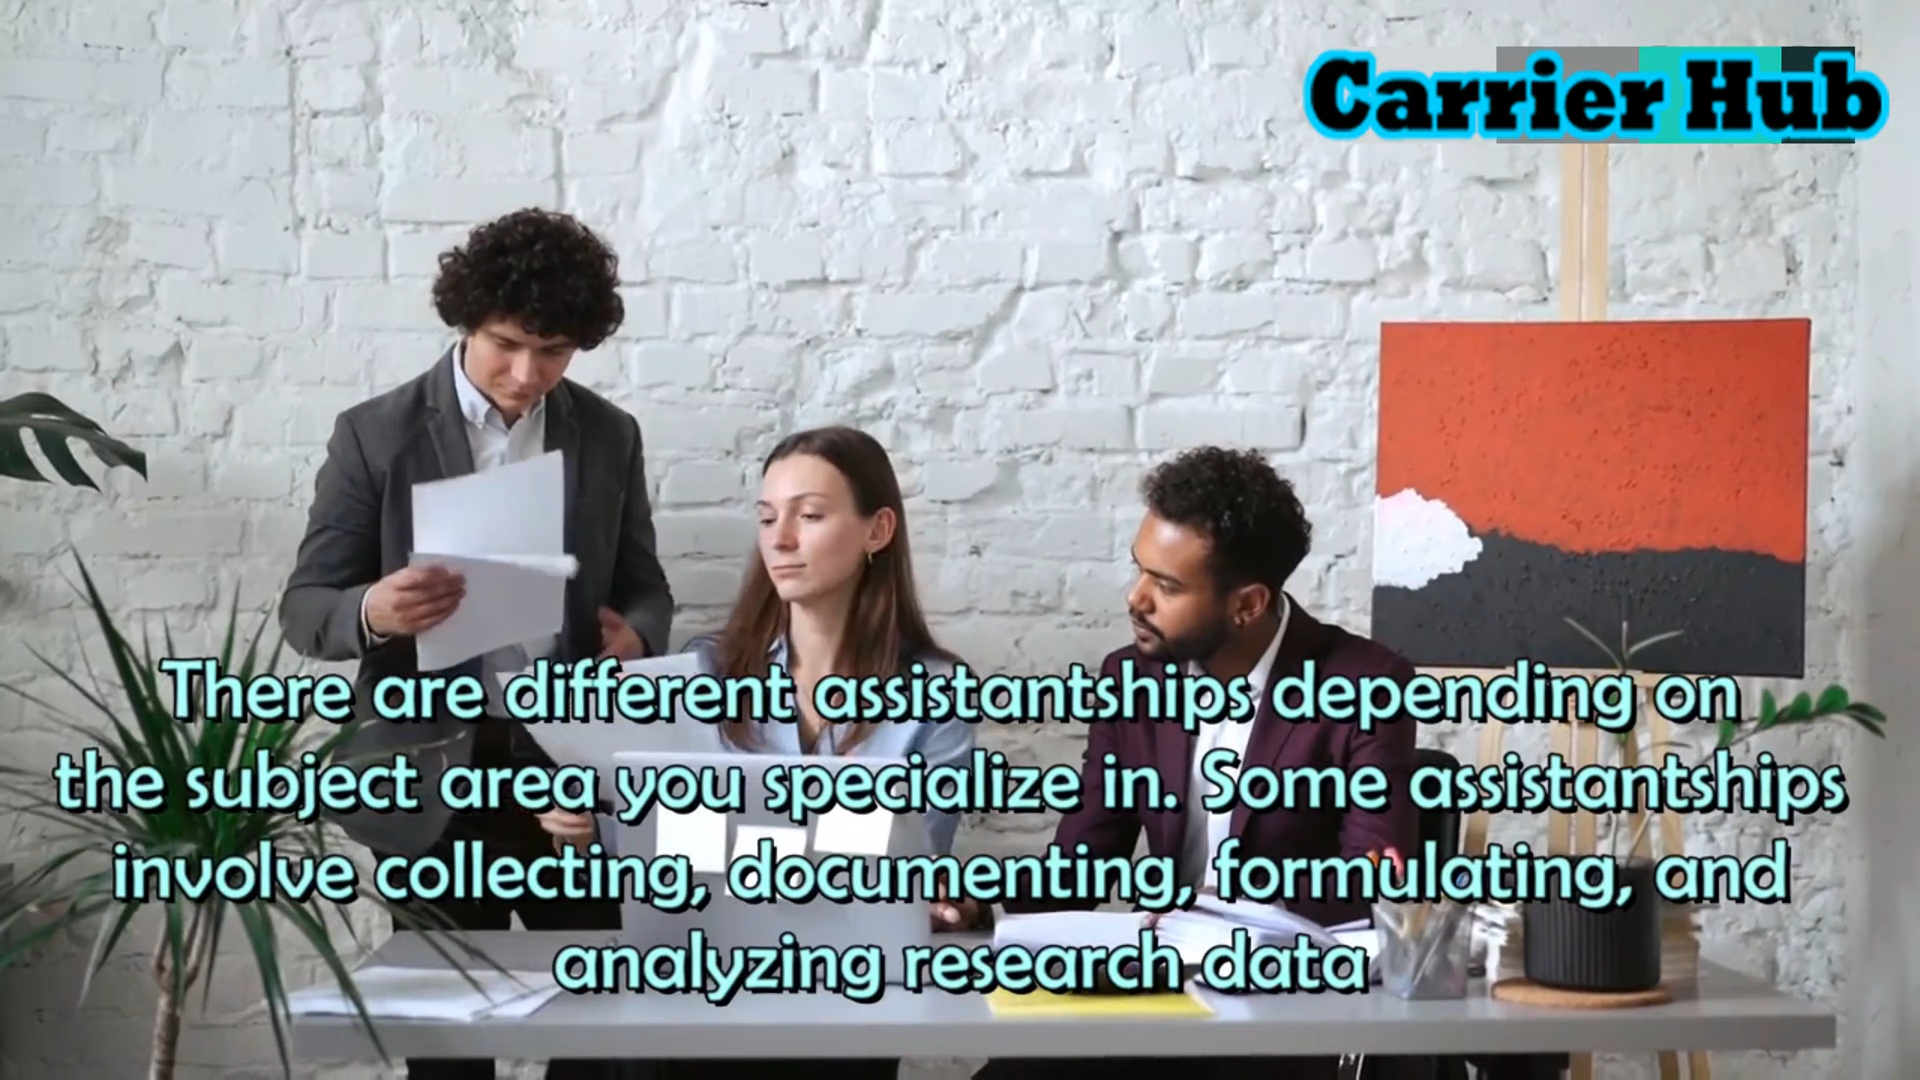 Carrier Hub
There are different assistantships depending on
the subject area you specialize in. Some assistantships
involve collecting, documenting, formulating, and
analyzing research data